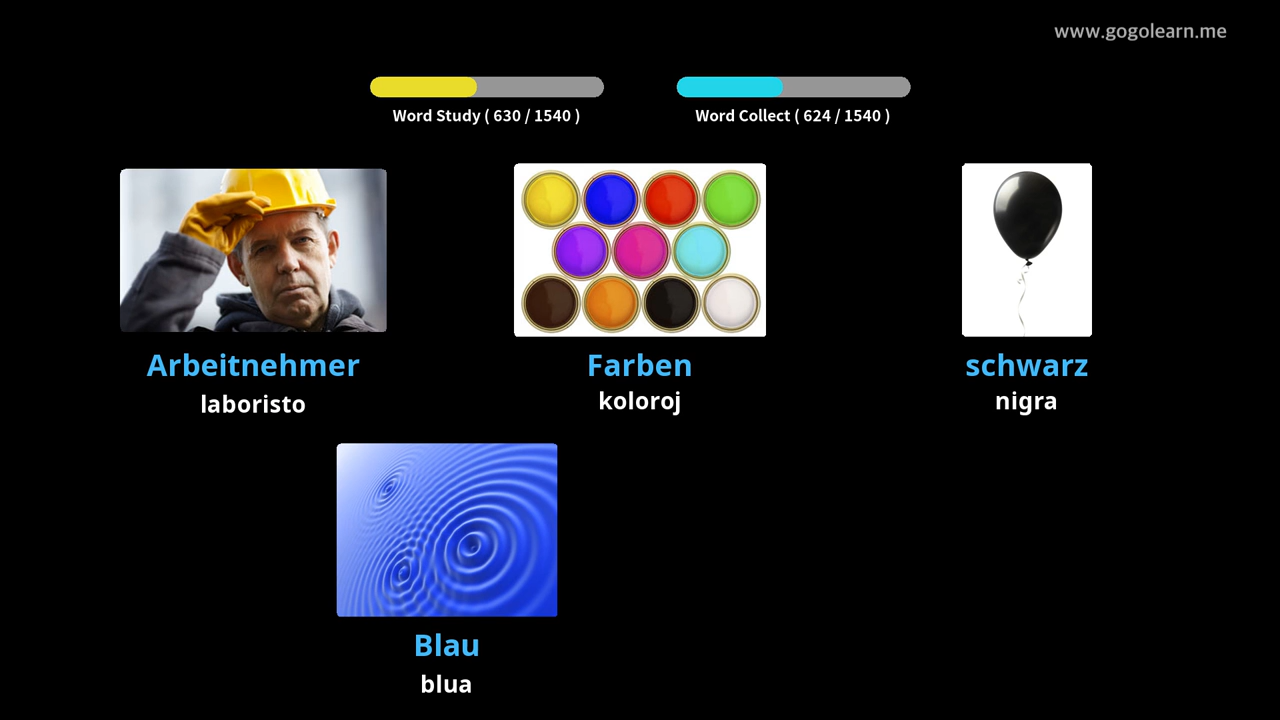 www.gogolearn.me
Word Study ( 630 / 1540 )
Word Collect ( 624 / 1540 )
Arbeitnehmer
laboristo
Farben
koloroj
schwarz
nigra
Blau
blua